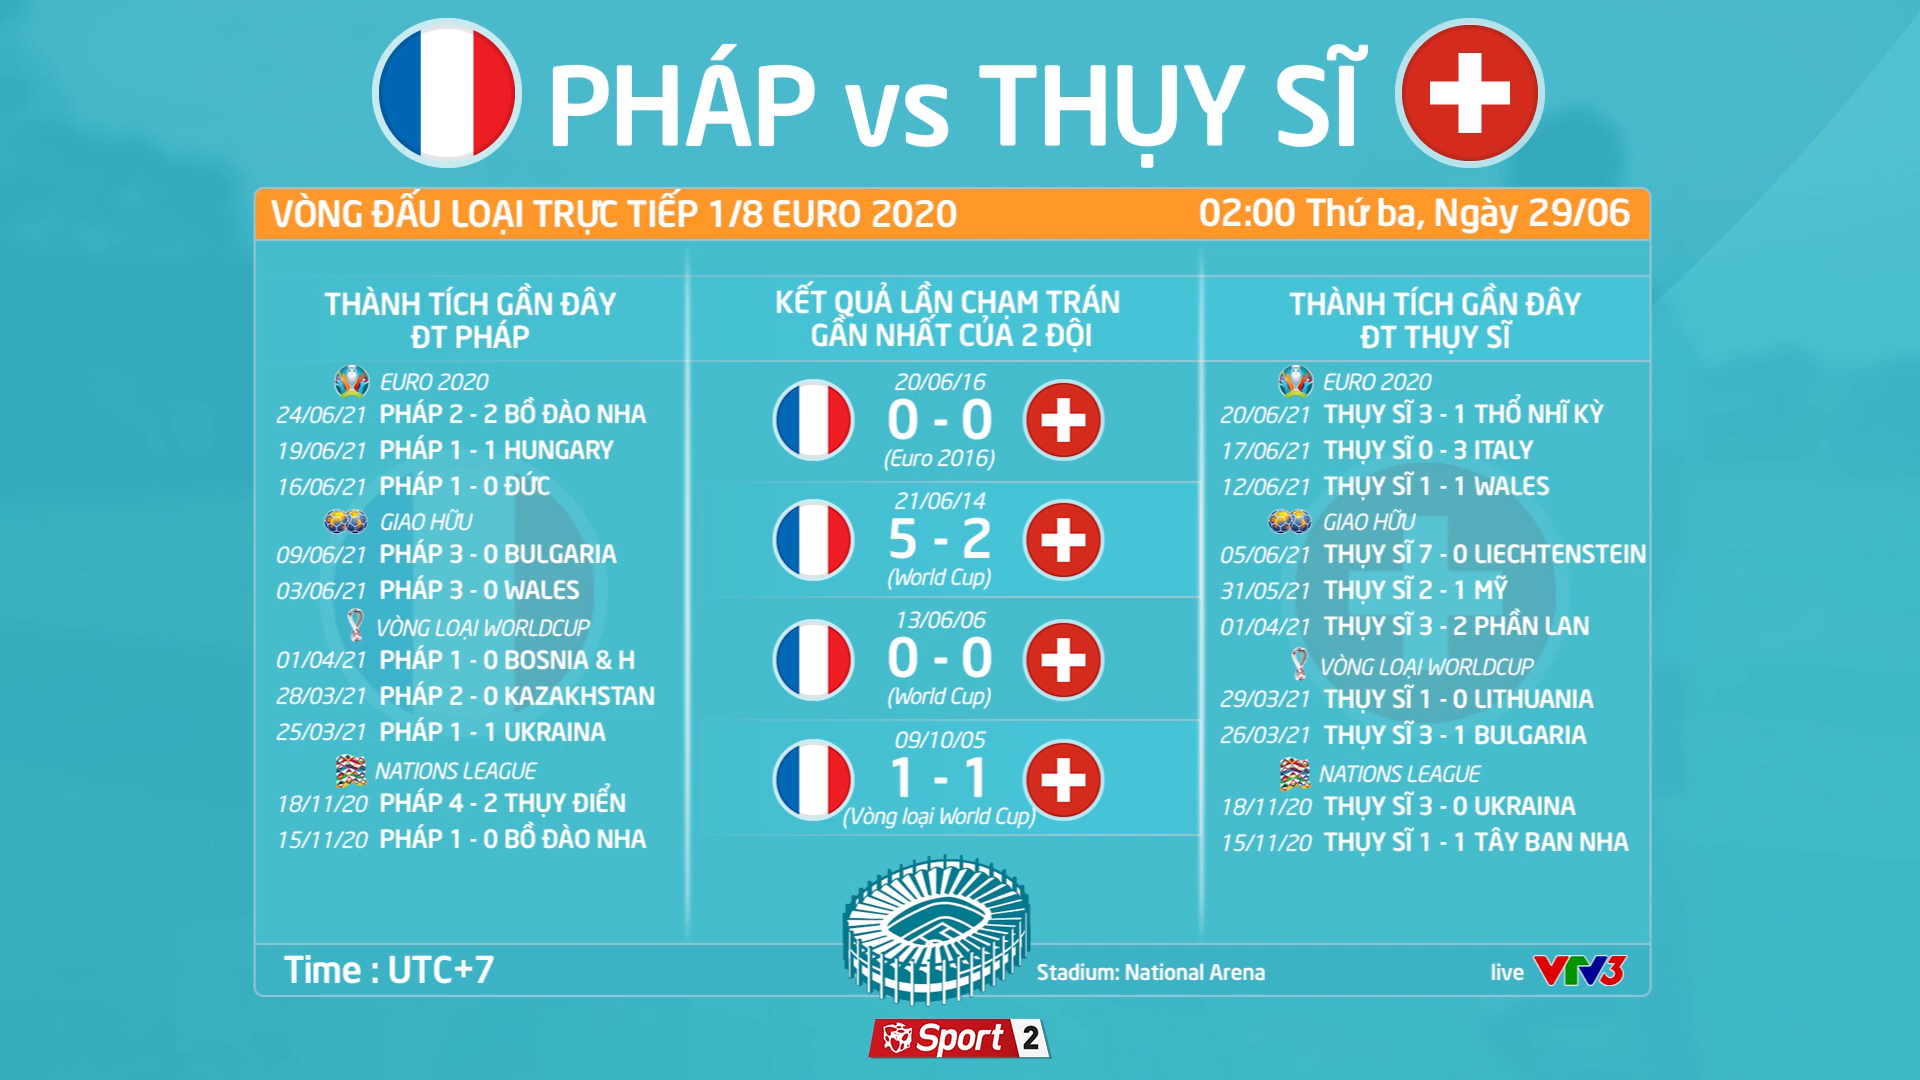 PHÁP vs THỤY SĨ
VÒNG ĐẤU LOẠI TRỰC TIẾP 1/8 EURO 2020
02:00 Thứ ba, Ngày 29/06
THÀNH TÍCH GẦN ĐÂY
ĐT PHÁP
EURO 2020
24/06/21 PHÁP 2 - 2 BỒ ĐÀO NHA
19/06/21 PHÁP 1 - 1 HUNGARY
16/06/21 PHÁP 1 - 0 ĐỨC
GIAO HỮU
09/06/21 PHÁP 3 - 0 BULGARIA
03/06/21 PHÁP 3 - 0 WALES
VÒNG LOẠI WORLDCUP
01/04/21 PHÁP 1 - 0 BOSNIA & H
28/03/21 PHÁP 2 - 0 KAZAKHSTAN
25/03/21 PHÁP 1 - 1 UKRAINA
NATIONS LEAGUE
18/11/20 PHÁP 4 - 2 THỤY ĐIỂN
15/11/20 PHÁP 1 - 0 BỒ ĐÀO NHA
KẾT QUẢ LẦN CHẠM TRÁN
GẦN NHẤT CỦA 2 ĐỘI
20/06/16
0 - 0
(Euro 2016)
21/06/14
5 - 2
(World Cup)
13/06/06
0 - 0
(World Cup)
09/10/05
1 - 1
(Vòng loại World Cup)
THÀNH TÍCH GẦN ĐÂY
ĐT THỤY SĨ
EURO 2020
20/06/21 THỤY SĨ 3 - 1 THỔ NHĨ KỲ
17/06/21 THỤY SĨ 0 - 3 ITALY
12/06/21 THỤY SĨ 1 - 1 WALES
GIAO HỮU
05/06/21 THỤY SĨ 7 - 0 LIECHTENSTEIN
31/05/21 THỤY SĨ 2 - 1 MỸ
01/04/21 THỤY SĨ 3 - 2 PHẦN LAN
VÒNG LOẠI WORLDCUP
29/03/21 THỤY SĨ 1 - 0 LITHUANIA
26/03/21 THỤY SĨ 3 - 1 BULGARIA
NATIONS LEAGUE
18/11/20 THỤY SĨ 3 - 0 UKRAINA
15/11/20 THỤY SĨ 1 - 1 TÂY BAN NHA
Time : UTC+7
Stadium: National Arena
live VTV3
Sport 2